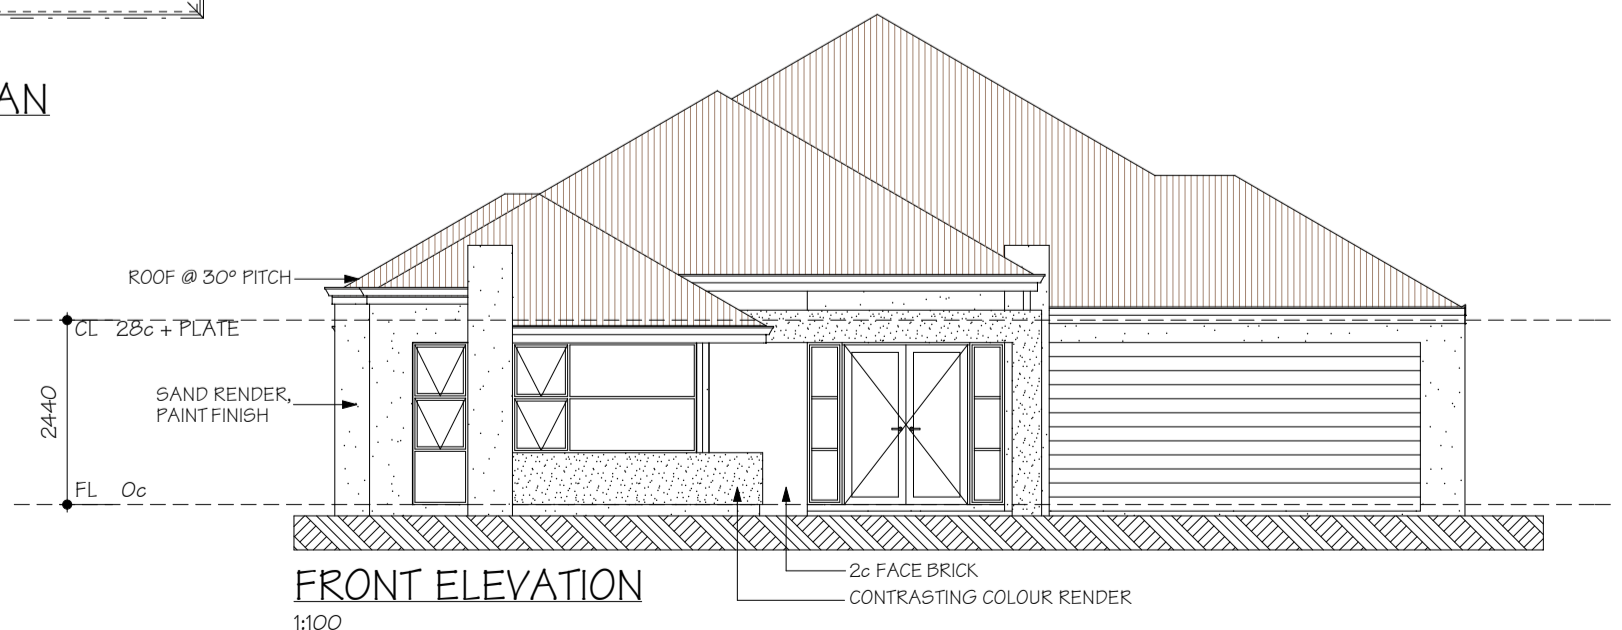 AN
ROOF @ 30° PITCH
CL 28c + PLATE
2440
SAND RENDER,
PAINT FINISH
FL 0c
2c FACE BRICK
CONTRASTING COLOUR RENDER
FRONT ELEVATION
1:100